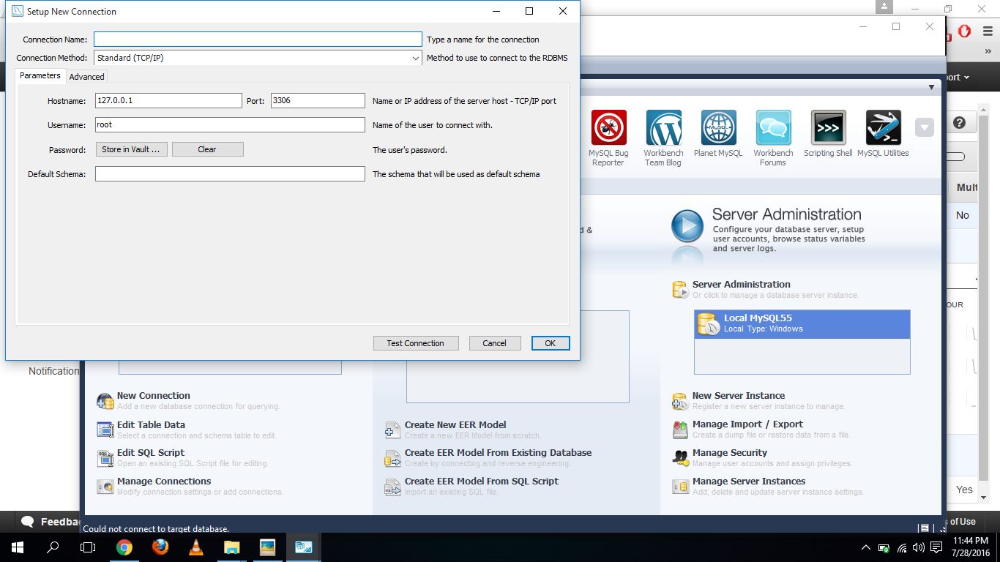 Setup New Connection
Connection Name:
Type a name for the connection
Connection Method:
Standard (TCP/IP)
Method to use to connect to the RDBMS
Parameters
Advanced
Hostname:
127.0.0.1
Port:
3306
Name or IP address of the server host - TCP/IP port
Username:
root
Name of the user to connect with.
Password:
Store in Vault ...
Clear
The user's password.
Default Schema:
The schema that will be used as default schema
Test Connection
Cancel
OK
MySQL Bug
Reporter
Workbench
Team Blog
Planet MySQL
Workbench
Forums
Scripting Shell
MySQL Utilities
d &
Server Administration
Configure your database server, setup
user accounts, browse status variables
and server logs.
Server Administration
Or click to manage a database server instance.
Local MySQL55
Local Type: Windows
New Connection
Add a new database connection for querying.
Edit Table Data
Select a connection and schema table to edit.
Edit SQL Script
Open an existing SQL Script file for editing.
Manage Connections
Modify connection settings or add connections.
Create New EER Model
Create a new EER Model from scratch.
Create EER Model From Existing Database
Create by connecting and reverse engineering.
Create EER Model From SQL Script
Import an existing SQL file.
New Server Instance
Register a new server instance to manage.
Manage Import / Export
Create a dump file or restore data from a file.
Manage Security
Manage user accounts and assign privileges.
Manage Server Instances
Add, delete and update server instance settings.
Could not connect to target database.
Notification
Feedba
ort
Mult
No
OUR
Yes
s of Use
11:44 PM
7/28/2016